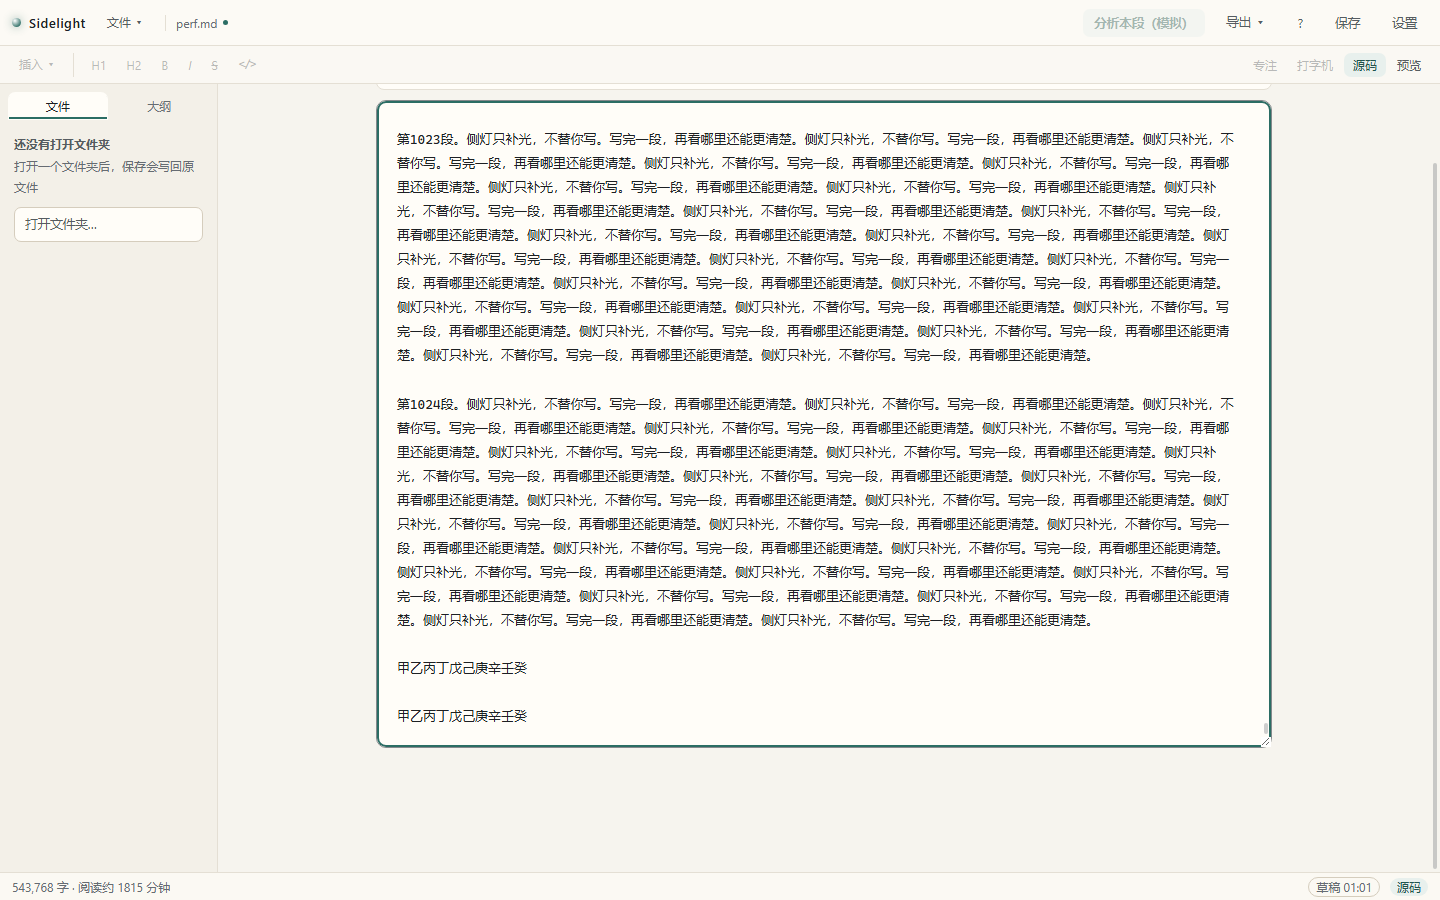 Sidelight 文件 perf.md 分析本段（模拟） 导出 ? 保存 设置
插入 H1 H2 B I S </> 专注 打字机 源码 预览
文件 大纲
还没有打开文件夹
打开一个文件夹后，保存会写回原
文件
打开文件夹...
第1023段。侧灯只补光，不替你写。写完一段，再看哪里还能更清楚。侧灯只补光，不替你写。写完一段，再看哪里还能更清楚。侧灯只补光，不
替你写。写完一段，再看哪里还能更清楚。侧灯只补光，不替你写。写完一段，再看哪里还能更清楚。侧灯只补光，不替你写。写完一段，再看哪
里还能更清楚。侧灯只补光，不替你写。写完一段，再看哪里还能更清楚。侧灯只补光，不替你写。写完一段，再看哪里还能更清楚。侧灯只补
光，不替你写。写完一段，再看哪里还能更清楚。侧灯只补光，不替你写。写完一段，再看哪里还能更清楚。侧灯只补光，不替你写。写完一段，
再看哪里还能更清楚。侧灯只补光，不替你写。写完一段，再看哪里还能更清楚。侧灯只补光，不替你写。写完一段，再看哪里还能更清楚。侧灯
只补光，不替你写。写完一段，再看哪里还能更清楚。侧灯只补光，不替你写。写完一段，再看哪里还能更清楚。侧灯只补光，不替你写。写完一
段，再看哪里还能更清楚。侧灯只补光，不替你写。写完一段，再看哪里还能更清楚。侧灯只补光，不替你写。写完一段，再看哪里还能更清楚。
侧灯只补光，不替你写。写完一段，再看哪里还能更清楚。侧灯只补光，不替你写。写完一段，再看哪里还能更清楚。侧灯只补光，不替你写。写
完一段，再看哪里还能更清楚。侧灯只补光，不替你写。写完一段，再看哪里还能更清楚。侧灯只补光，不替你写。写完一段，再看哪里还能更清
楚。侧灯只补光，不替你写。写完一段，再看哪里还能更清楚。侧灯只补光，不替你写。写完一段，再看哪里还能更清楚。
第1024段。侧灯只补光，不替你写。写完一段，再看哪里还能更清楚。侧灯只补光，不替你写。写完一段，再看哪里还能更清楚。侧灯只补光，不
替你写。写完一段，再看哪里还能更清楚。侧灯只补光，不替你写。写完一段，再看哪里还能更清楚。侧灯只补光，不替你写。写完一段，再看哪
里还能更清楚。侧灯只补光，不替你写。写完一段，再看哪里还能更清楚。侧灯只补光，不替你写。写完一段，再看哪里还能更清楚。侧灯只补
光，不替你写。写完一段，再看哪里还能更清楚。侧灯只补光，不替你写。写完一段，再看哪里还能更清楚。侧灯只补光，不替你写。写完一段，
再看哪里还能更清楚。侧灯只补光，不替你写。写完一段，再看哪里还能更清楚。侧灯只补光，不替你写。写完一段，再看哪里还能更清楚。侧灯
只补光，不替你写。写完一段，再看哪里还能更清楚。侧灯只补光，不替你写。写完一段，再看哪里还能更清楚。侧灯只补光，不替你写。写完一
段，再看哪里还能更清楚。侧灯只补光，不替你写。写完一段，再看哪里还能更清楚。侧灯只补光，不替你写。写完一段，再看哪里还能更清楚。
侧灯只补光，不替你写。写完一段，再看哪里还能更清楚。侧灯只补光，不替你写。写完一段，再看哪里还能更清楚。侧灯只补光，不替你写。写
完一段，再看哪里还能更清楚。侧灯只补光，不替你写。写完一段，再看哪里还能更清楚。侧灯只补光，不替你写。写完一段，再看哪里还能更清
楚。侧灯只补光，不替你写。写完一段，再看哪里还能更清楚。侧灯只补光，不替你写。写完一段，再看哪里还能更清楚。
甲乙丙丁戊己庚辛壬癸
甲乙丙丁戊己庚辛壬癸
543,768 字 · 阅读约 1815 分钟 草稿 01:01 源码